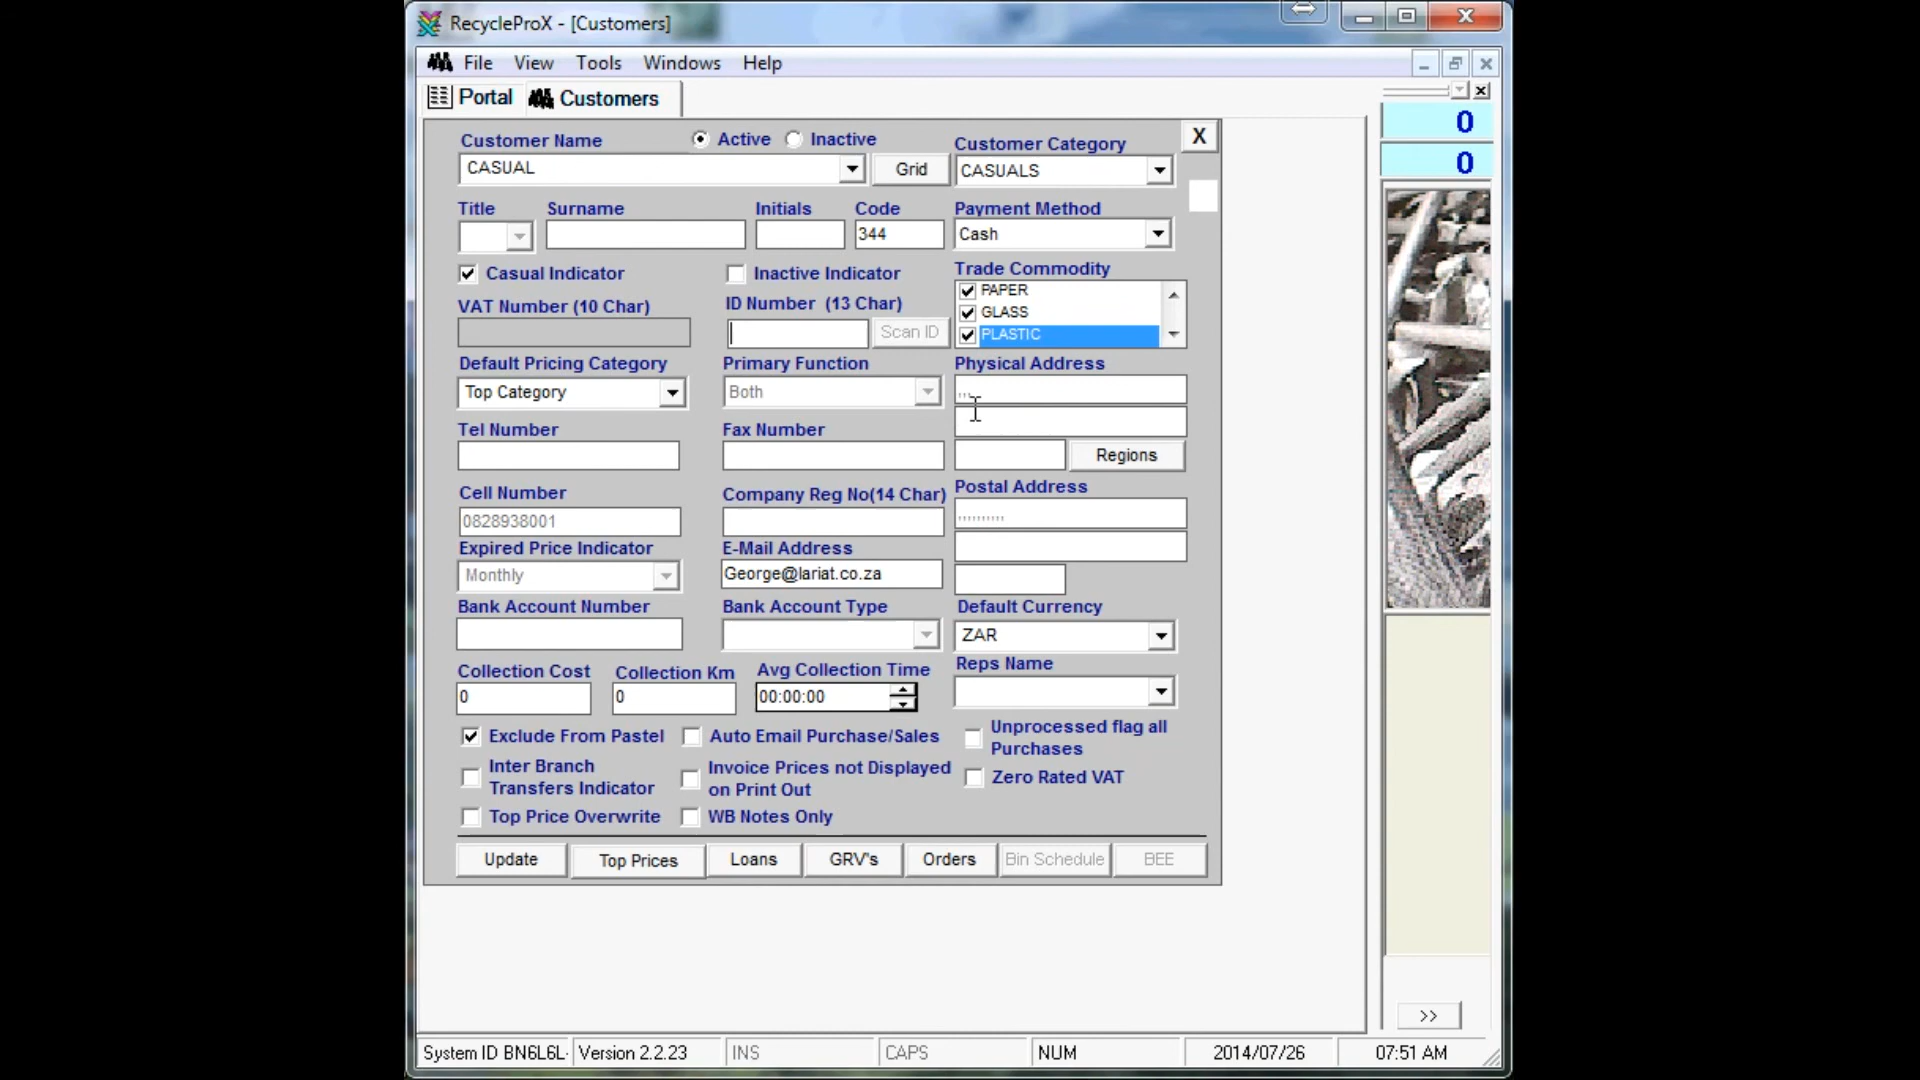 RecycleProX - [Customers]
File View Tools Windows Help
Portal Customers
0
0
Customer Name Active Inactive Customer Category X
CASUAL Grid CASUALS
Title Surname Initials Code Payment Method
344 Cash
Casual Indicator Inactive Indicator Trade Commodity
PAPER
GLASS
PLASTIC
VAT Number (10 Char) ID Number (13 Char)
Scan ID
Default Pricing Category Primary Function Physical Address
Top Category Both ,,,
Tel Number Fax Number
Regions
Cell Number Company Reg No(14 Char) Postal Address
0828938001 ,,,,,,,,,,
Expired Price Indicator E-Mail Address
Monthly George@lariat.co.za
Bank Account Number Bank Account Type Default Currency
ZAR
Collection Cost Collection Km Avg Collection Time Reps Name
0 0 00:00:00
Exclude From Pastel Auto Email Purchase/Sales Unprocessed flag all
Purchases
Inter Branch
Transfers Indicator
Invoice Prices not Displayed
on Print Out
Zero Rated VAT
Top Price Overwrite WB Notes Only
Update Top Prices Loans GRV's Orders Bin Schedule BEE
>>
System ID BN6L6L- Version 2.2.23 INS CAPS NUM 2014/07/26 07:51 AM